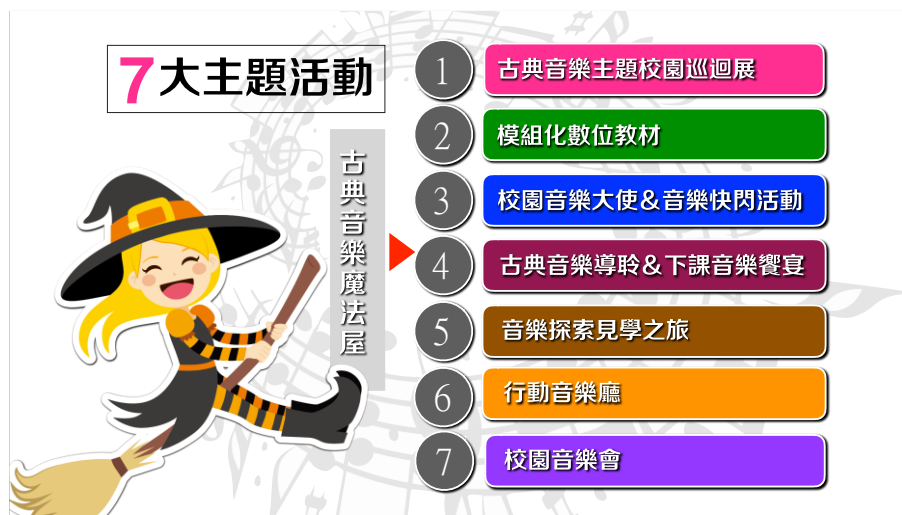 7大主題活動
古典音樂魔法屋
1 古典音樂主題校園巡迴展
2 模組化數位教材
3 校園音樂大使&音樂快閃活動
4 古典音樂導聆&下課音樂饗宴
5 音樂探索見學之旅
6 行動音樂廳
7 校園音樂會